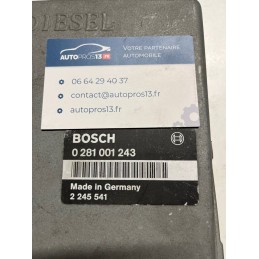 DIESEL
AUTOPROS13.FR
VOTRE PARTENAIRE
AUTOMOBILE
06 64 29 40 37
contact@autopros13.fr
autopros13.fr
BOSCH
0 281 001 243
Made in Germany
2 245 541